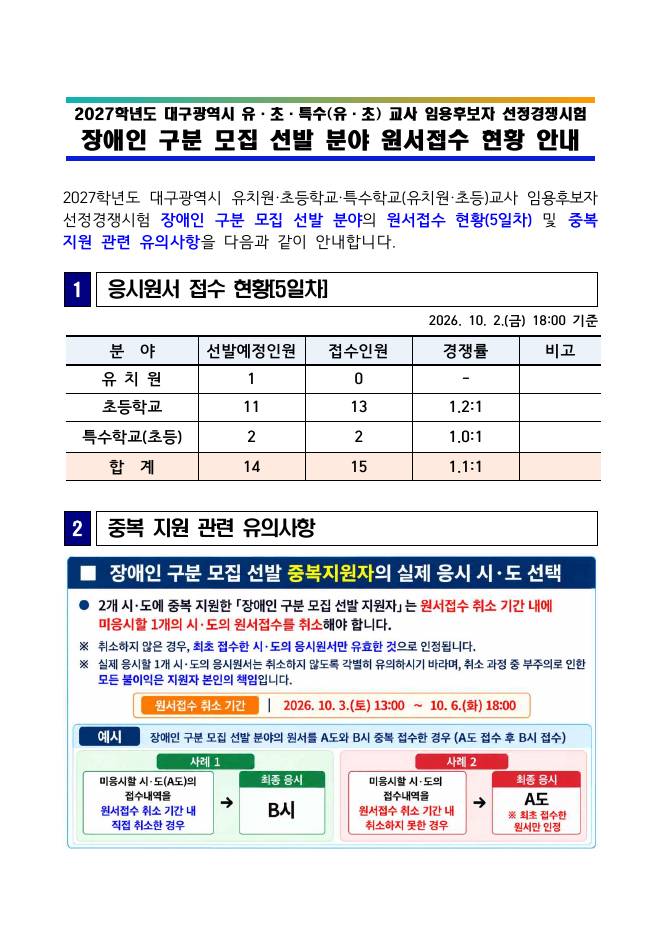 2027학년도 대구광역시 유·초·특수(유·초) 교사 임용후보자 선정경쟁시험
장애인 구분 모집 선발 분야 원서접수 현황 안내
2027학년도 대구광역시 유치원·초등학교·특수학교(유치원·초등)교사 임용후보자
선정경쟁시험 장애인 구분 모집 선발 분야의 원서접수 현황(5일차) 및 중복
지원 관련 유의사항을 다음과 같이 안내합니다.
1 응시원서 접수 현황[5일차]
2026. 10. 2.(금) 18:00 기준
분 야 선발예정인원 접수인원 경쟁률 비고
유 치 원 1 0 -
초등학교 11 13 1.2:1
특수학교(초등) 2 2 1.0:1
합 계 14 15 1.1:1
2 중복 지원 관련 유의사항
■ 장애인 구분 모집 선발 중복지원자의 실제 응시 시·도 선택
● 2개 시·도에 중복 지원한 「장애인 구분 모집 선발 지원자」는 원서접수 취소 기간 내에
미응시할 1개의 시·도의 원서접수를 취소해야 합니다.
※ 취소하지 않은 경우, 최초 접수한 시·도의 응시원서만 유효한 것으로 인정됩니다.
※ 실제 응시할 1개 시·도의 응시원서는 취소하지 않도록 각별히 유의하시기 바라며, 취소 과정 중 부주의로 인한
모든 불이익은 지원자 본인의 책임입니다.
원서접수 취소 기간 | 2026. 10. 3.(토) 13:00 ~ 10. 6.(화) 18:00
예시 장애인 구분 모집 선발 분야의 원서를 A도와 B시 중복 접수한 경우 (A도 접수 후 B시 접수)
사례 1
미응시할 시·도(A도)의
접수내역을
원서접수 취소 기간 내
직접 취소한 경우
→
최종 응시
B시
사례 2
미응시할 시·도의
접수내역을
원서접수 취소 기간 내
취소하지 못한 경우
→
최종 응시
A도
※ 최초 접수한
원서만 인정